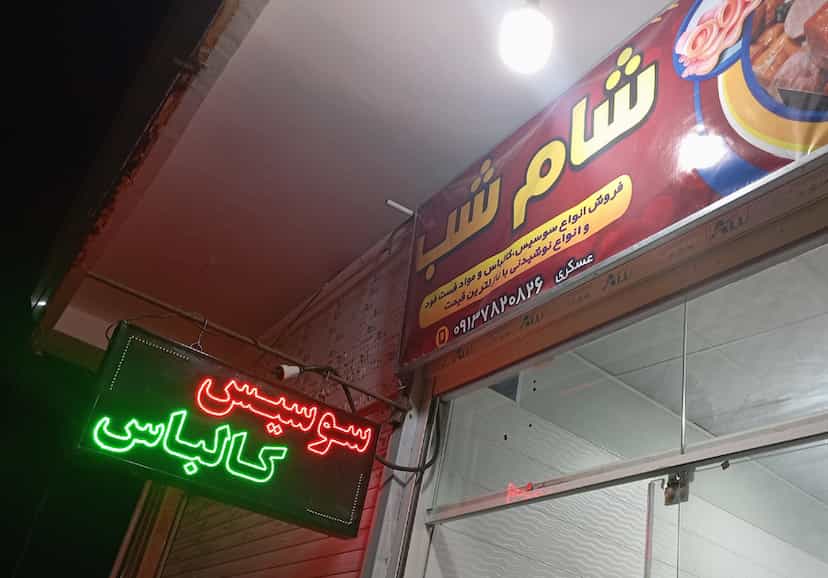 شام شب
فروش انواع سوسیس،کالباس و مواد فست فود
و انواع نوشیدنی با نازلترین قیمت
۰۹۱۳۷۸۲۰۸۲۶ عسکری
سوسیس
کالباس